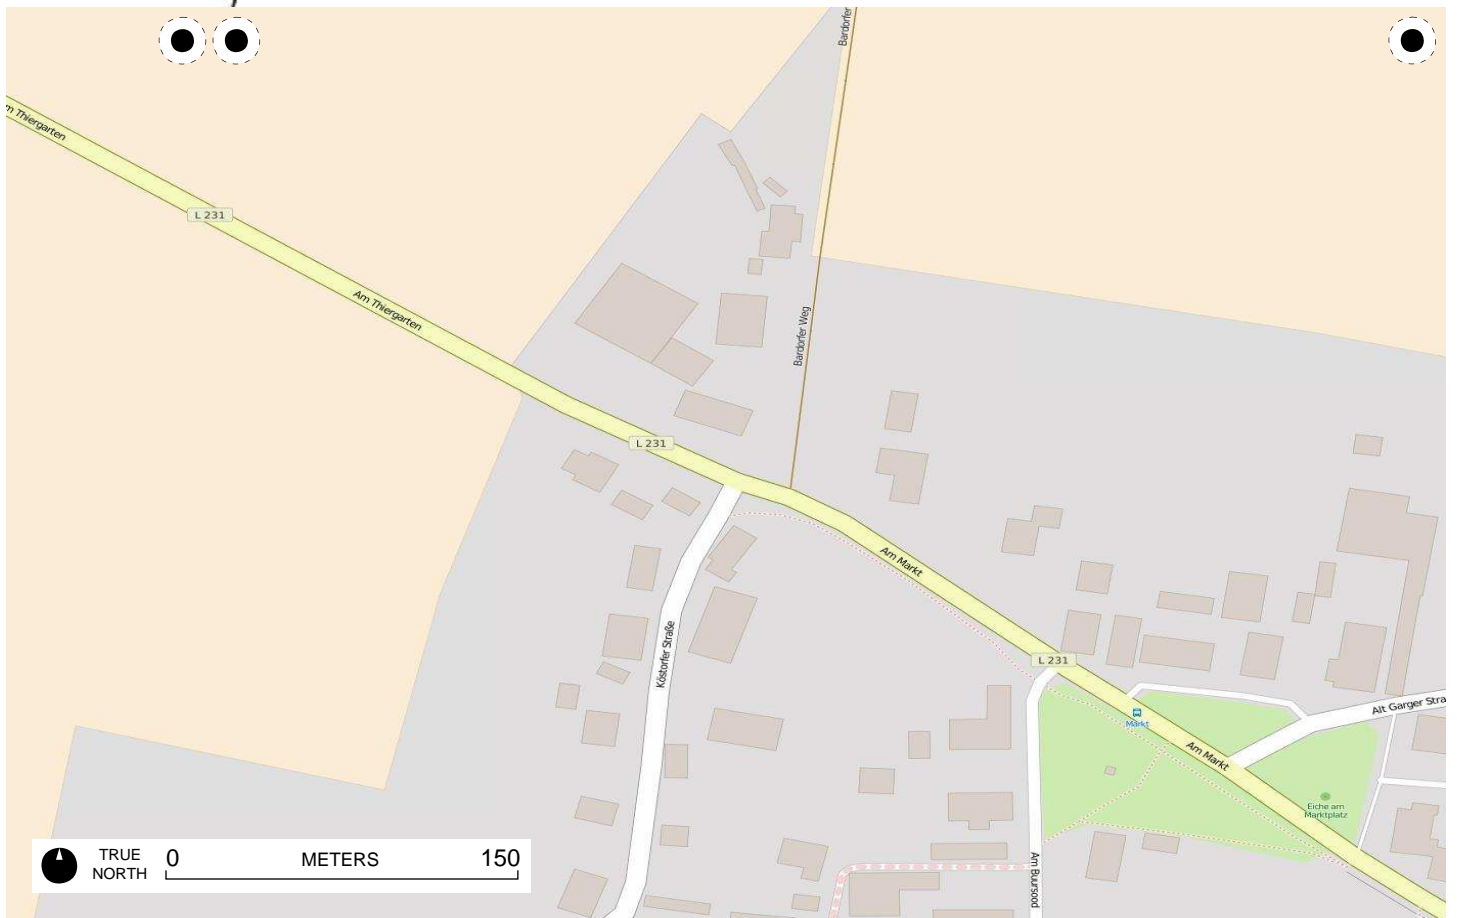 Bardorfer
m Thiergarten
L 231
Am Thiergarten
Bardorfer Weg
L 231
Am Markt
Köstorfer Straße
L 231
Alt Garger Stra
Markt
Am Markt
Eiche am
Marktplatz
TRUE
NORTH
0 METERS 150
Am Buursood